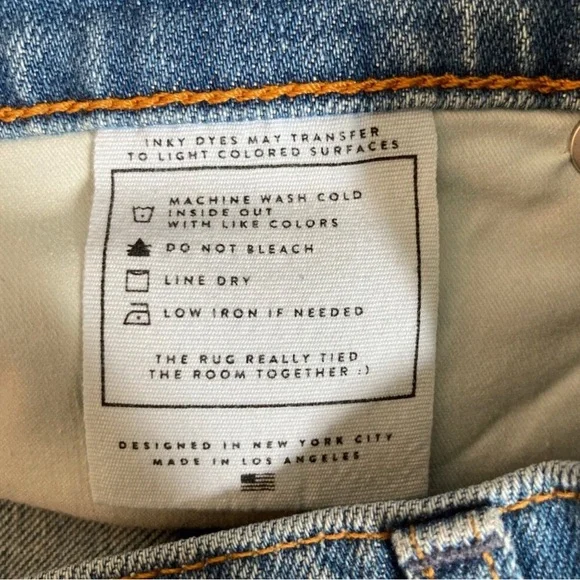 INKY DYES MAY TRANSFER
TO LIGHT COLORED SURFACES
MACHINE WASH COLD
INSIDE OUT
WITH LIKE COLORS
DO NOT BLEACH
LINE DRY
LOW IRON IF NEEDED
THE RUG REALLY TIED
THE ROOM TOGETHER :)
DESIGNED IN NEW YORK CITY
MADE IN LOS ANGELES